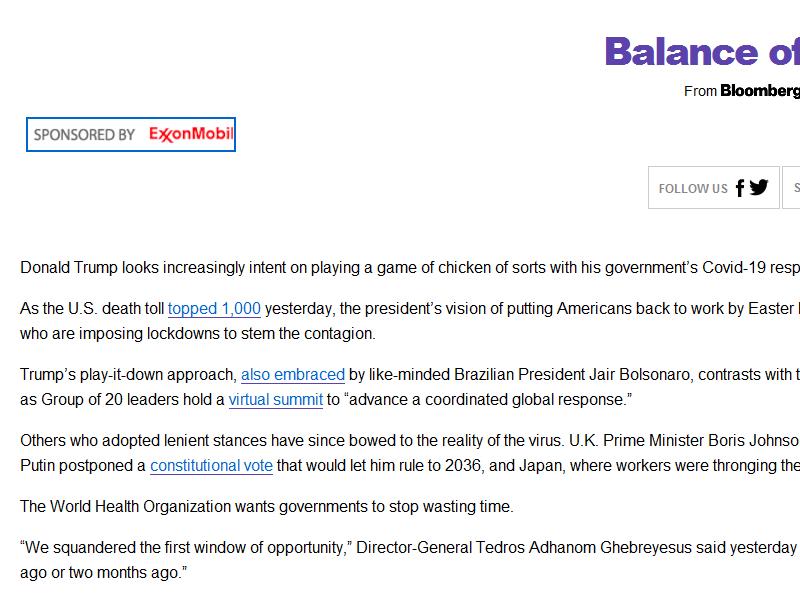 Balance of
From Bloomberg
SPONSORED BY ExxonMobil
FOLLOW US
S
Donald Trump looks increasingly intent on playing a game of chicken of sorts with his government’s Covid-19 resp
As the U.S. death toll topped 1,000 yesterday, the president’s vision of putting Americans back to work by Easter
who are imposing lockdowns to stem the contagion.
Trump’s play-it-down approach, also embraced by like-minded Brazilian President Jair Bolsonaro, contrasts with t
as Group of 20 leaders hold a virtual summit to “advance a coordinated global response.”
Others who adopted lenient stances have since bowed to the reality of the virus. U.K. Prime Minister Boris Johnso
Putin postponed a constitutional vote that would let him rule to 2036, and Japan, where workers were thronging the
The World Health Organization wants governments to stop wasting time.
“We squandered the first window of opportunity,” Director-General Tedros Adhanom Ghebreyesus said yesterday
ago or two months ago.”